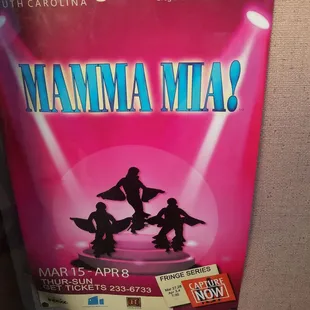 UTH CAROLINA
MAMMA MIA!
MAR 15 - APR 8
THUR-SUN
GET TICKETS 233-6733
FRINGE SERIES
CAPTURE
NOW